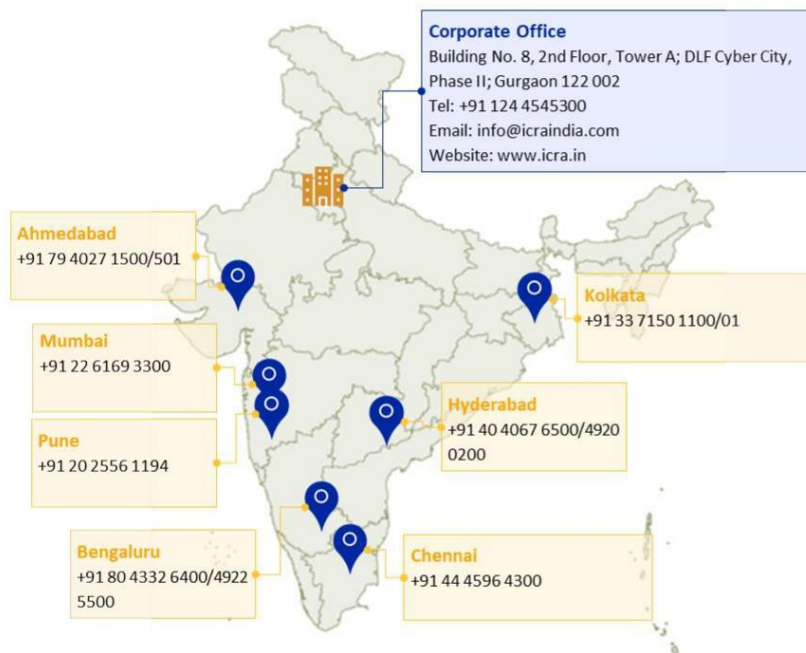 Corporate Office
Building No. 8, 2nd Floor, Tower A; DLF Cyber City,
Phase II; Gurgaon 122 002
Tel: +91 124 4545300
Email: info@icraindia.com
Website: www.icra.in
Ahmedabad
+91 79 4027 1500/501
Kolkata
+91 33 7150 1100/01
Mumbai
+91 22 6169 3300
Hyderabad
+91 40 4067 6500/4920
0200
Pune
+91 20 2556 1194
Bengaluru
+91 80 4332 6400/4922
5500
Chennai
+91 44 4596 4300